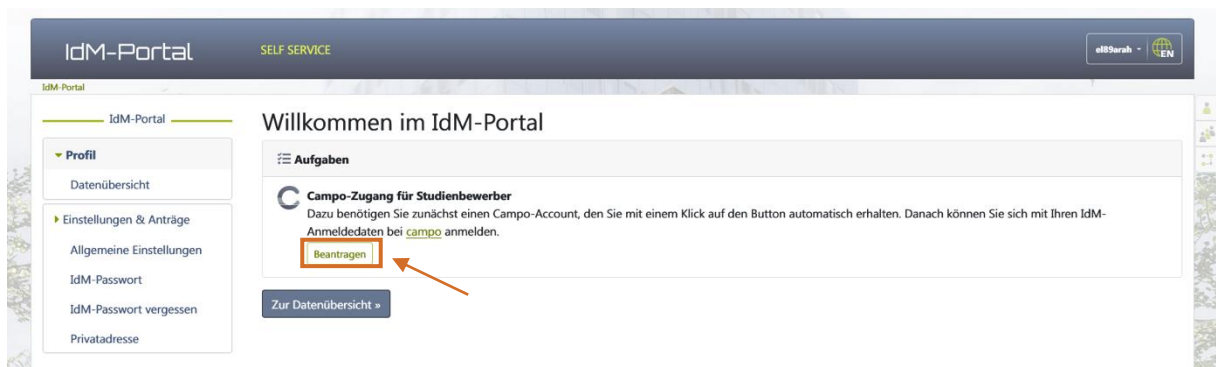 IdM-Portal
SELF SERVICE
el89arah
EN
IdM-Portal
IdM-Portal
Profil
Datenübersicht
Einstellungen & Anträge
Allgemeine Einstellungen
IdM-Passwort
IdM-Passwort vergessen
Privatadresse
Willkommen im IdM-Portal
Aufgaben
Campo-Zugang für Studienbewerber
Dazu benötigen Sie zunächst einen Campo-Account, den Sie mit einem Klick auf den Button automatisch erhalten. Danach können Sie sich mit Ihren IdM-
Anmeldedaten bei campo anmelden.
Beantragen
Zur Datenübersicht »